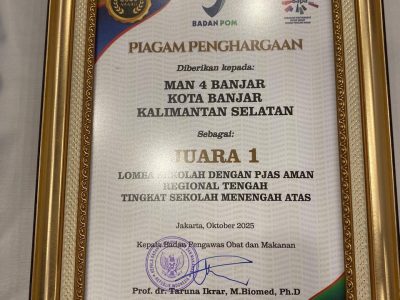 BADAN POM
PIAGAM PENGHARGAAN
Diberikan kepada:
MAN 4 BANJAR
KOTA BANJAR
KALIMANTAN SELATAN
Sebagai:
JUARA 1
LOMBA SEKOLAH DENGAN PJAS AMAN
REGIONAL TENGAH
TINGKAT SEKOLAH MENENGAH ATAS
Jakarta, Oktober 2025
Kepala Badan Pengawas Obat dan Makanan
Prof. dr. Taruna Ikrar, M.Biomed, Ph.D